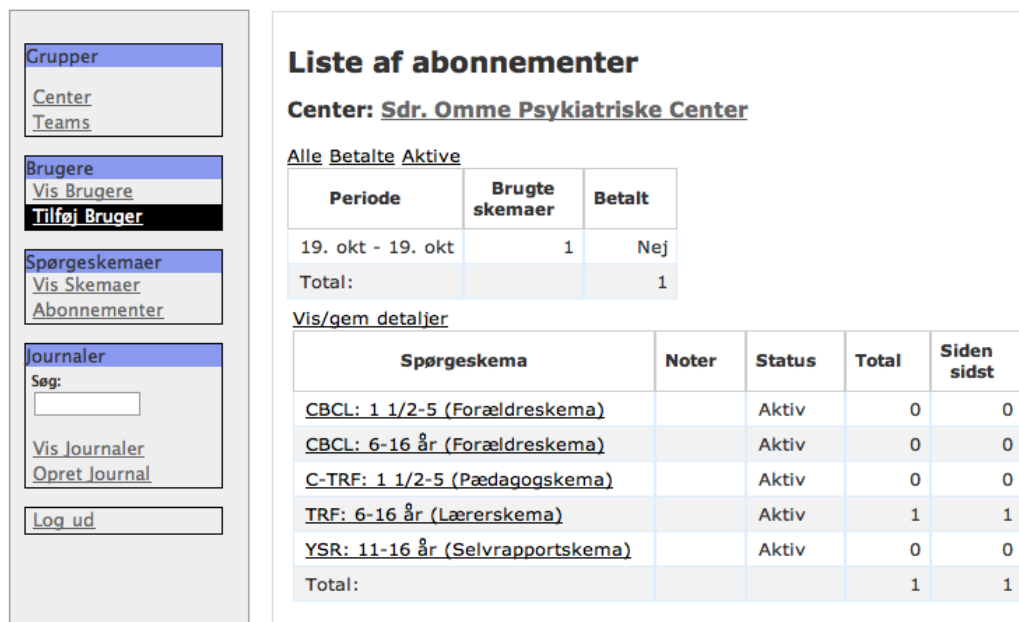 Grupper
Center
Teams
Brugere
Vis Brugere
Tilføj Bruger
Spørgeskemaer
Vis Skemaer
Abonnementer
Journaler
Søg:
Vis Journaler
Opret Journal
Log ud
Liste af abonnementer
Center: Sdr. Omme Psykiatriske Center
Alle Betalte Aktive
Periode Brugte skemaer Betalt
19. okt - 19. okt 1 Nej
Total: 1
Vis/gem detaljer
Spørgeskema Noter Status Total Siden sidst
CBCL: 1 1/2-5 (Forældreskema) Aktiv 0 0
CBCL: 6-16 år (Forældreskema) Aktiv 0 0
C-TRF: 1 1/2-5 (Pædagogskema) Aktiv 0 0
TRF: 6-16 år (Lærerskema) Aktiv 1 1
YSR: 11-16 år (Selvrapportskema) Aktiv 0 0
Total: 1 1